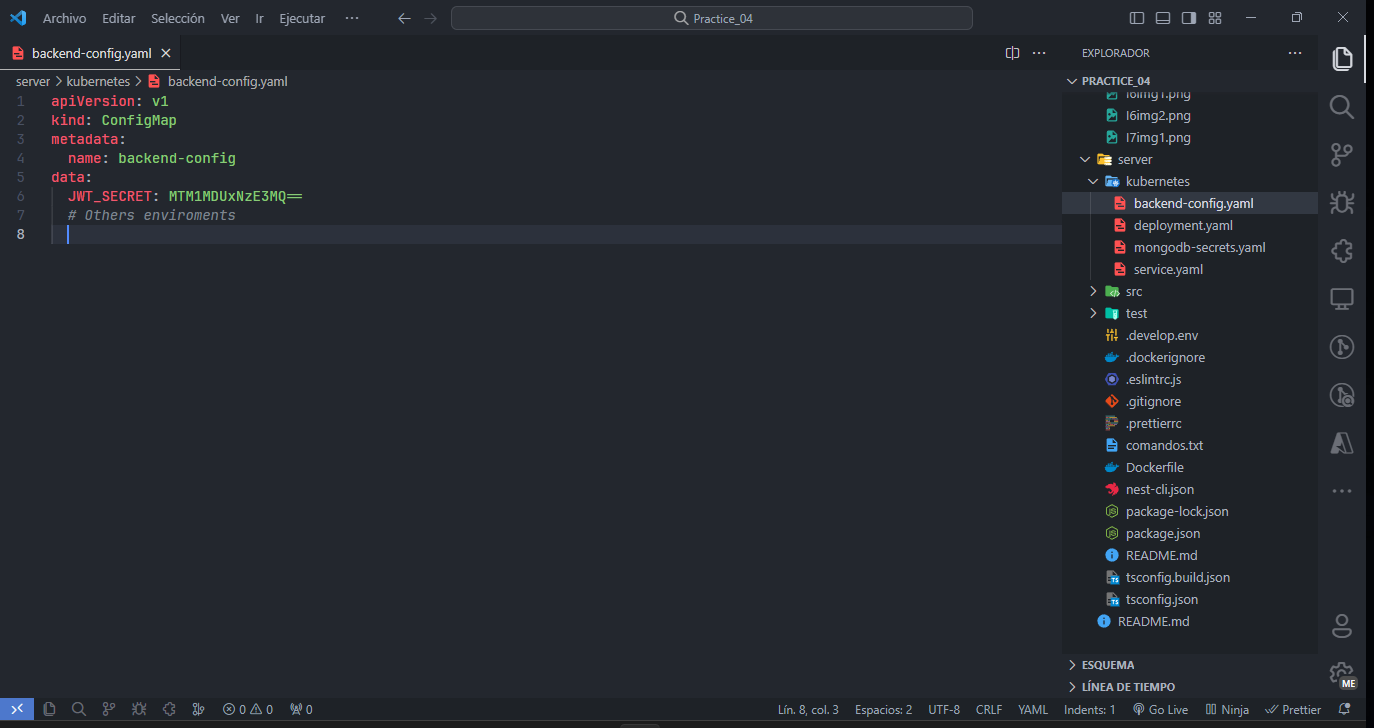 Archivo Editar Selección Ver Ir Ejecutar ··· Practice_04
backend-config.yaml
server > kubernetes > backend-config.yaml
1 apiVersion: v1
2 kind: ConfigMap
3 metadata:
4 name: backend-config
5 data:
6 JWT_SECRET: MTM1MDUxNzE3MQ==
7 # Others enviroments
8
EXPLORADOR
PRACTICE_04
l6img1.png
l6img2.png
l7img1.png
server
kubernetes
backend-config.yaml
deployment.yaml
mongodb-secrets.yaml
service.yaml
src
test
.develop.env
.dockerignore
.eslintrc.js
.gitignore
.prettierrc
comandos.txt
Dockerfile
nest-cli.json
package-lock.json
package.json
README.md
tsconfig.build.json
tsconfig.json
README.md
ESQUEMA
LÍNEA DE TIEMPO
ME
0 0 0 Lín. 8, col. 3 Espacios: 2 UTF-8 CRLF YAML Indents: 1 Go Live Ninja Prettier